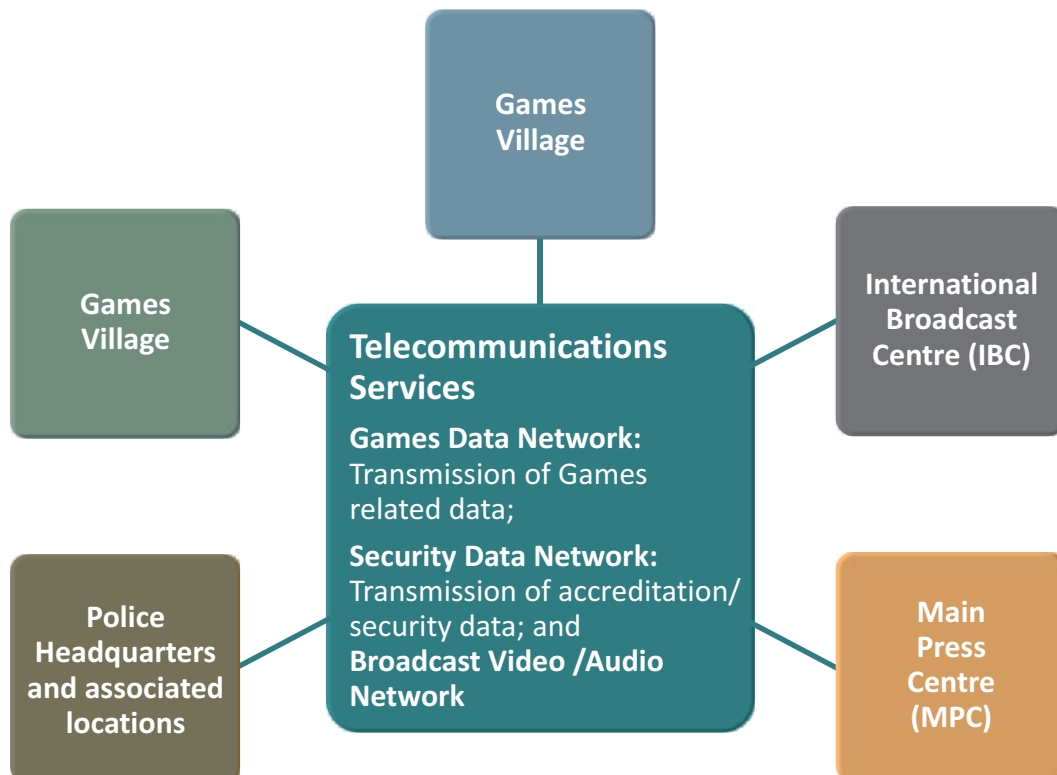 Games
Village
Games
Village
International
Broadcast
Centre (IBC)
Telecommunications
Services
Games Data Network:
Transmission of Games
related data;
Security Data Network:
Transmission of accreditation/
security data; and
Broadcast Video /Audio
Network
Police
Headquarters
and associated
locations
Main
Press
Centre
(MPC)